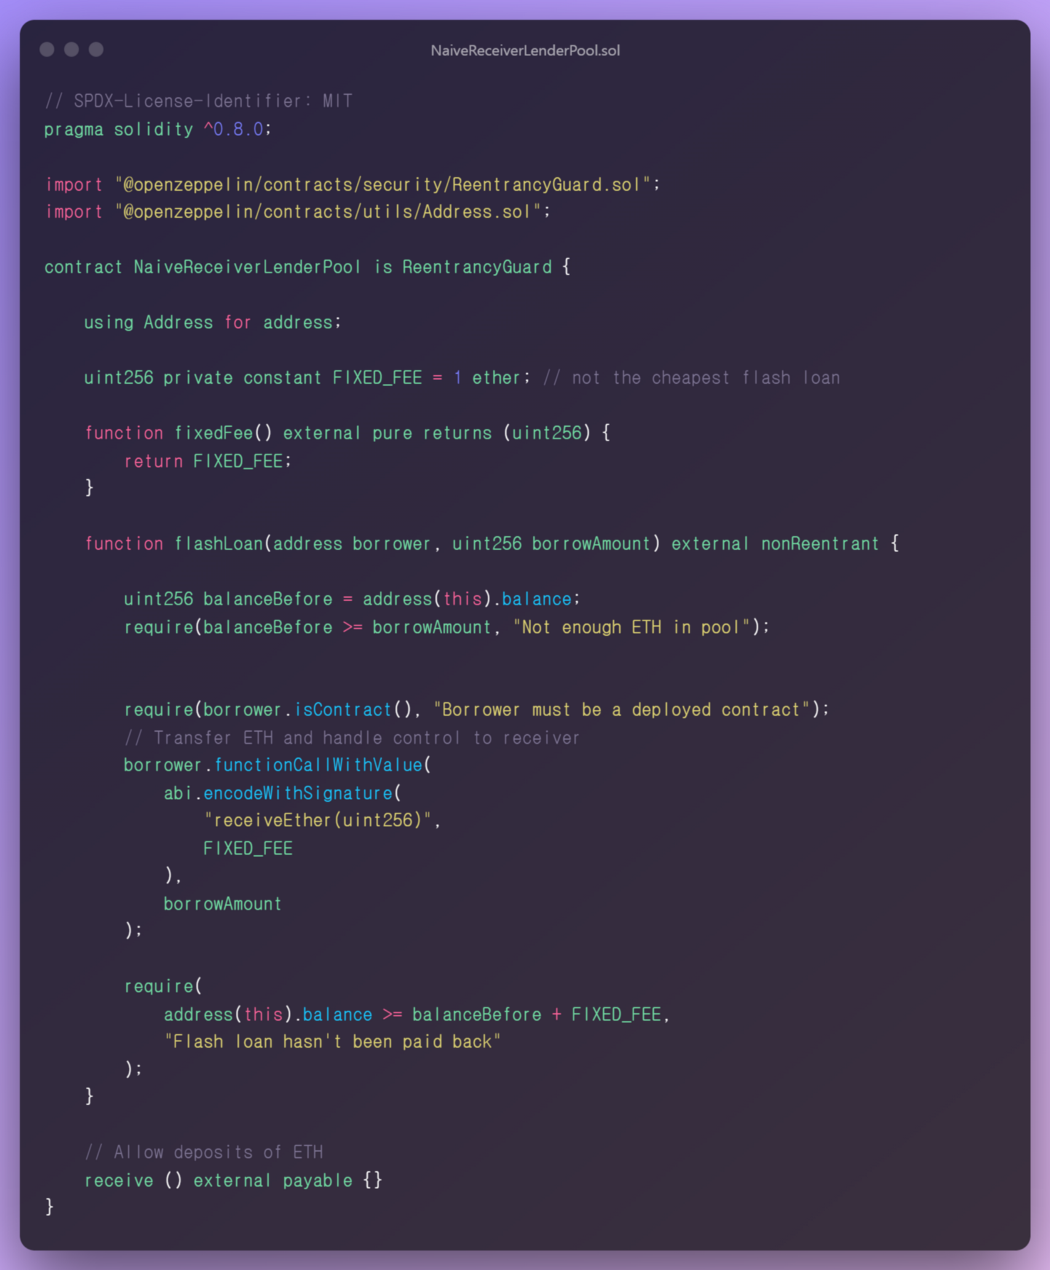 NaiveReceiverLenderPool.sol
// SPDX-License-Identifier: MIT
pragma solidity ^0.8.0;
import "@openzeppelin/contracts/security/ReentrancyGuard.sol";
import "@openzeppelin/contracts/utils/Address.sol";
contract NaiveReceiverLenderPool is ReentrancyGuard {
using Address for address;
uint256 private constant FIXED_FEE = 1 ether; // not the cheapest flash loan
function fixedFee() external pure returns (uint256) {
return FIXED_FEE;
}
function flashLoan(address borrower, uint256 borrowAmount) external nonReentrant {
uint256 balanceBefore = address(this).balance;
require(balanceBefore >= borrowAmount, "Not enough ETH in pool");
require(borrower.isContract(), "Borrower must be a deployed contract");
// Transfer ETH and handle control to receiver
borrower.functionCallWithValue(
abi.encodeWithSignature(
"receiveEther(uint256)",
FIXED_FEE
),
borrowAmount
);
require(
address(this).balance >= balanceBefore + FIXED_FEE,
"Flash loan hasn't been paid back"
);
}
// Allow deposits of ETH
receive () external payable {}
}